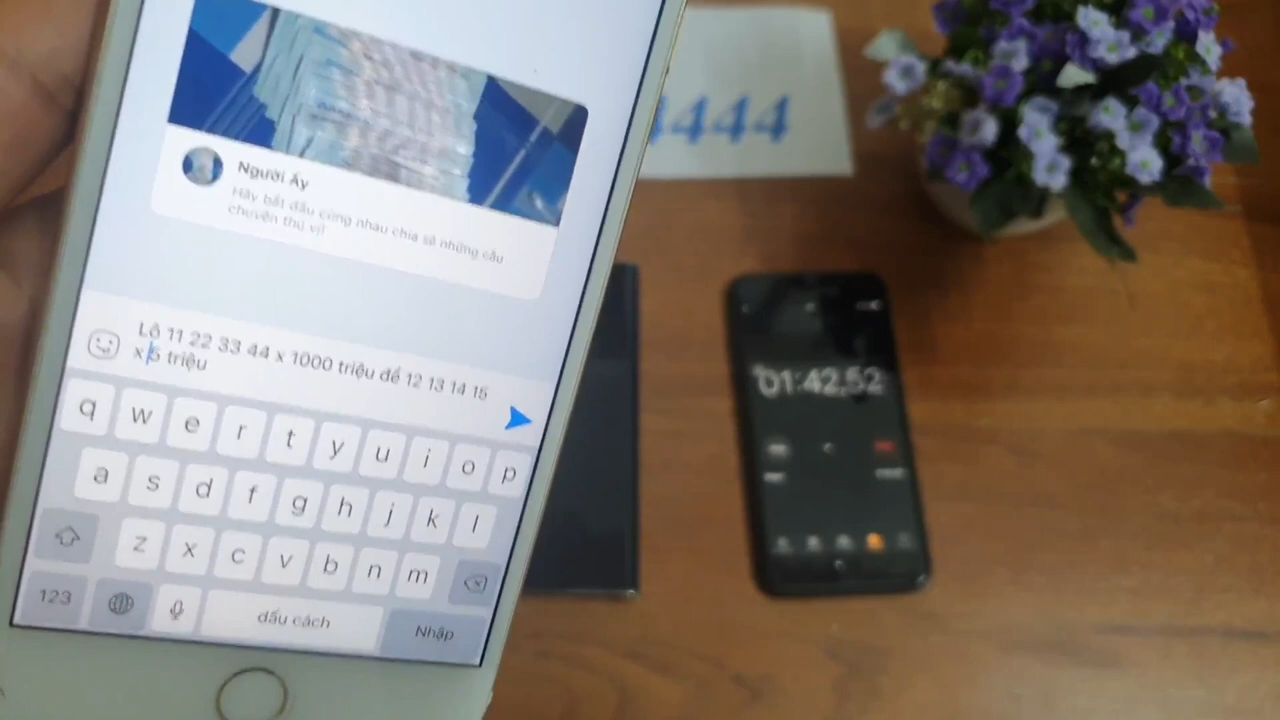 4444
Người Ấy
Hãy bắt đầu cùng nhau chia sẻ những câu
chuyện thú vị!
Lô 11 22 33 44 x 1000 triệu đề 12 13 14 15
x 5 triệu
01:42,52
q w e r t y u i o p
a s d f g h j k l
z x c v b n m
123 dấu cách Nhập